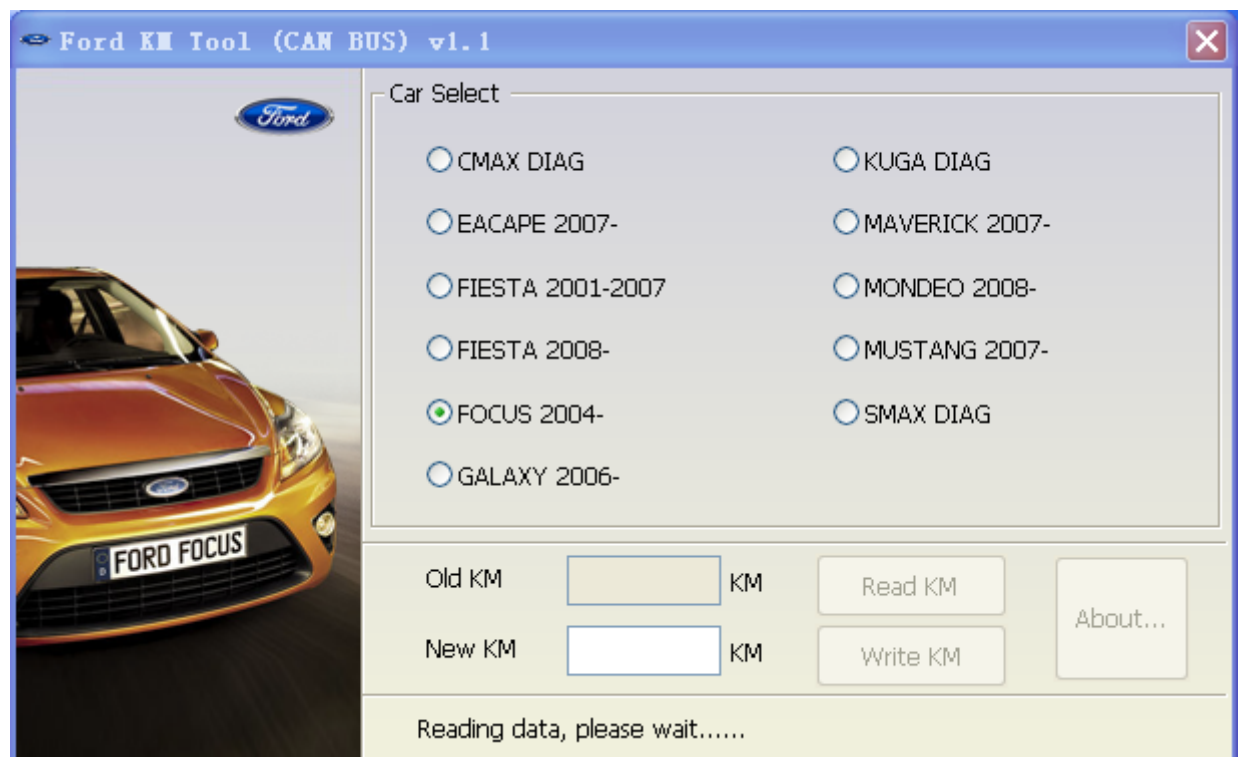 Ford KM Tool (CAN BUS) v1.1
Ford
Car Select
CMAX DIAG
KUGA DIAG
EACAPE 2007-
MAVERICK 2007-
FIESTA 2001-2007
MONDEO 2008-
FIESTA 2008-
MUSTANG 2007-
FOCUS 2004-
SMAX DIAG
GALAXY 2006-
FORD FOCUS
Old KM
KM
Read KM
About...
New KM
KM
Write KM
Reading data, please wait......